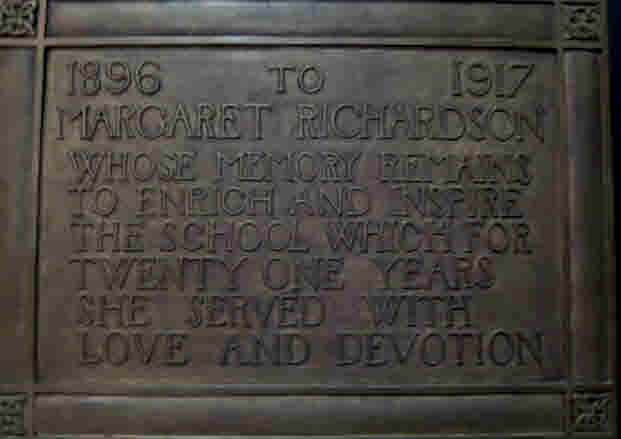 1896 TO 1917
MARGARET RICHARDSON
WHOSE MEMORY REMAINS
TO ENRICH AND INSPIRE
THE SCHOOL WHICH FOR
TWENTY ONE YEARS
SHE SERVED WITH
LOVE AND DEVOTION